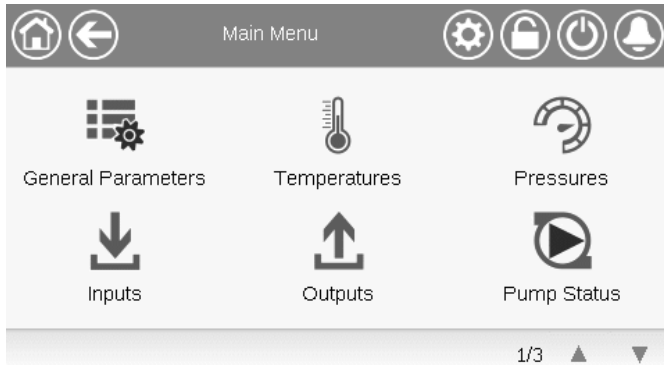 Main Menu
General Parameters
Temperatures
Pressures
Inputs
Outputs
Pump Status
1/3